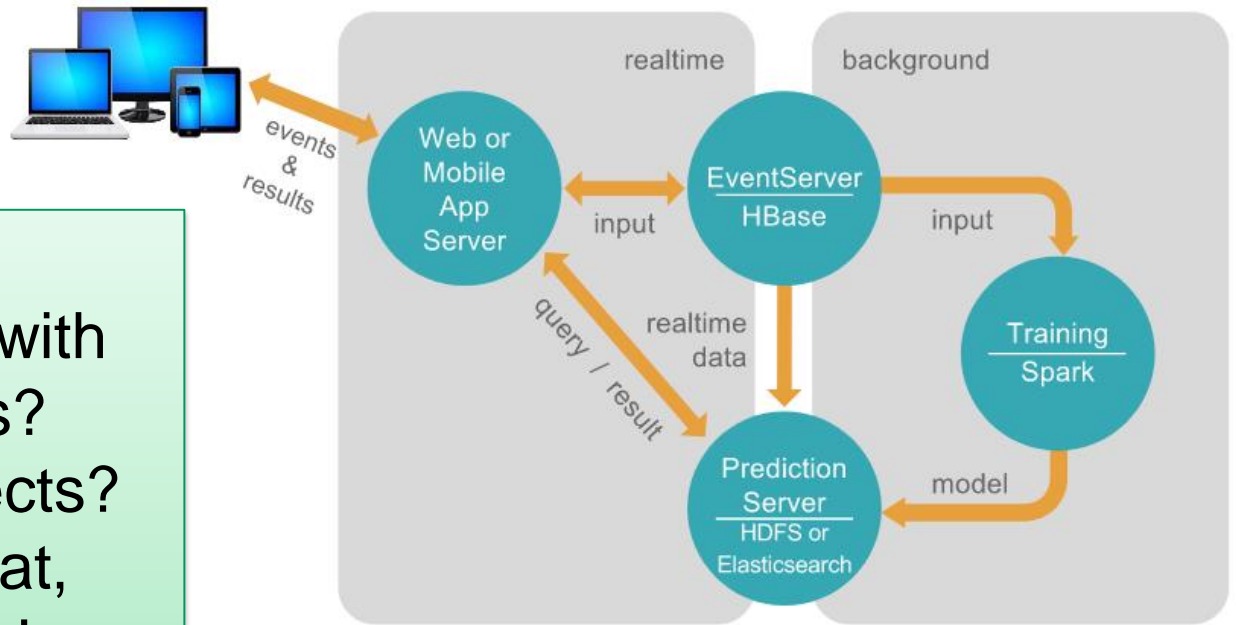 realtime
background
events
&
results
Web or
Mobile
App
Server
input
EventServer
HBase
input
query / result
realtime
data
Training
Spark
Prediction
Server
HDFS or
Elasticsearch
model
with
s?
ects?
at,